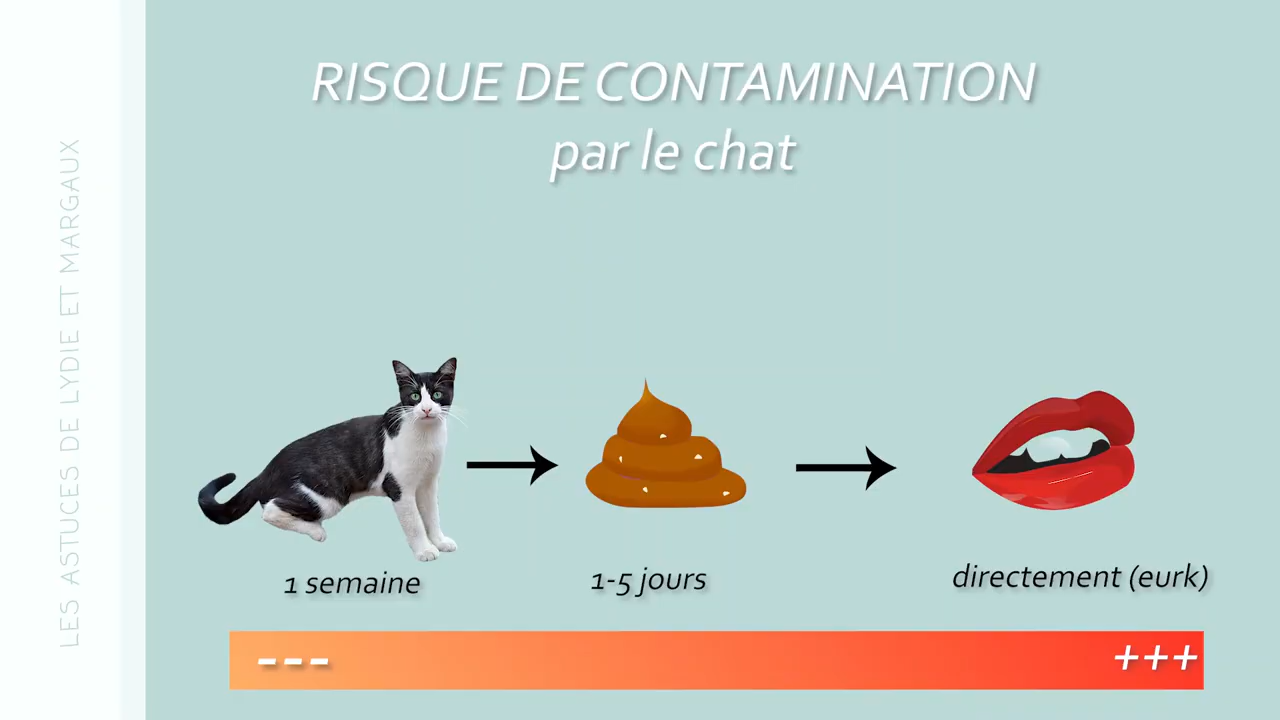 RISQUE DE CONTAMINATION
par le chat
LES ASTUCES DE LYDIE ET MARGAUX
1 semaine
1-5 jours
directement (eurk)
---
+++